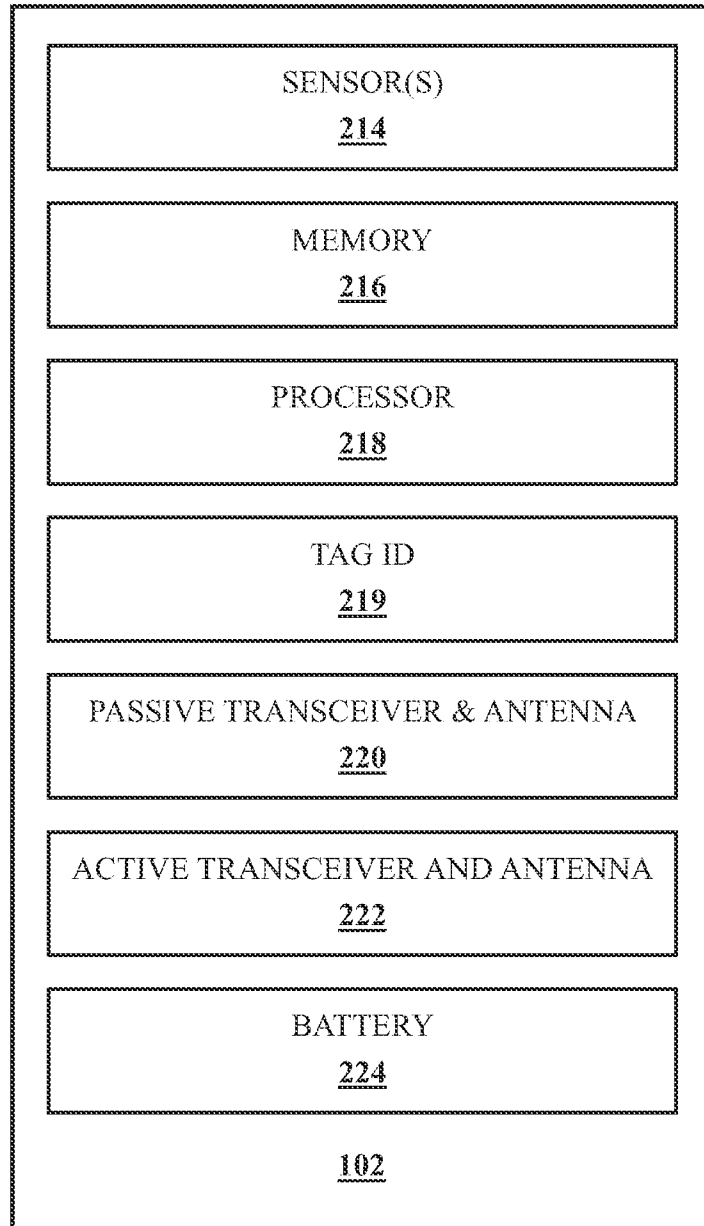 SENSOR(S)
214
MEMORY
216
PROCESSOR
218
TAG ID
219
PASSIVE TRANSCEIVER & ANTENNA
220
ACTIVE TRANSCEIVER AND ANTENNA
222
BATTERY
224
102